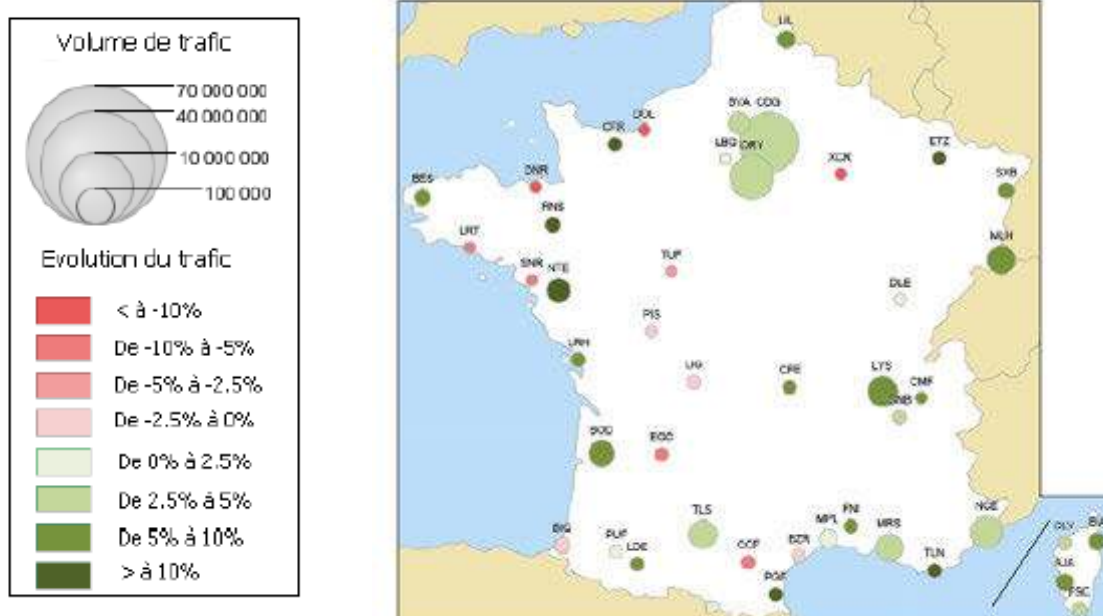 Volume de trafic
70 000 000
40 000 000
10 000 000
100 000
Evolution du trafic
< à -10%
De -10% à -5%
De -5% à -2.5%
De -2.5% à 0%
De 0% à 2.5%
De 2.5% à 5%
De 5% à 10%
> à 10%
LIL
BVA CDG
DOL
CFR
LBG ORY
XCR
ETZ
SXB
BES
DNR
RNS
MLH
LRT
SNR
NTE
TUF
DLE
PIS
LRH
LIG
CFE
LYS
CMF
GNB
BOD
EGC
TLS
FNI
MPL
MRS
NCE
BIQ
PUF
LDE
CCF
BZR
TLN
PGF
CLY
BIA
AJA
FSC